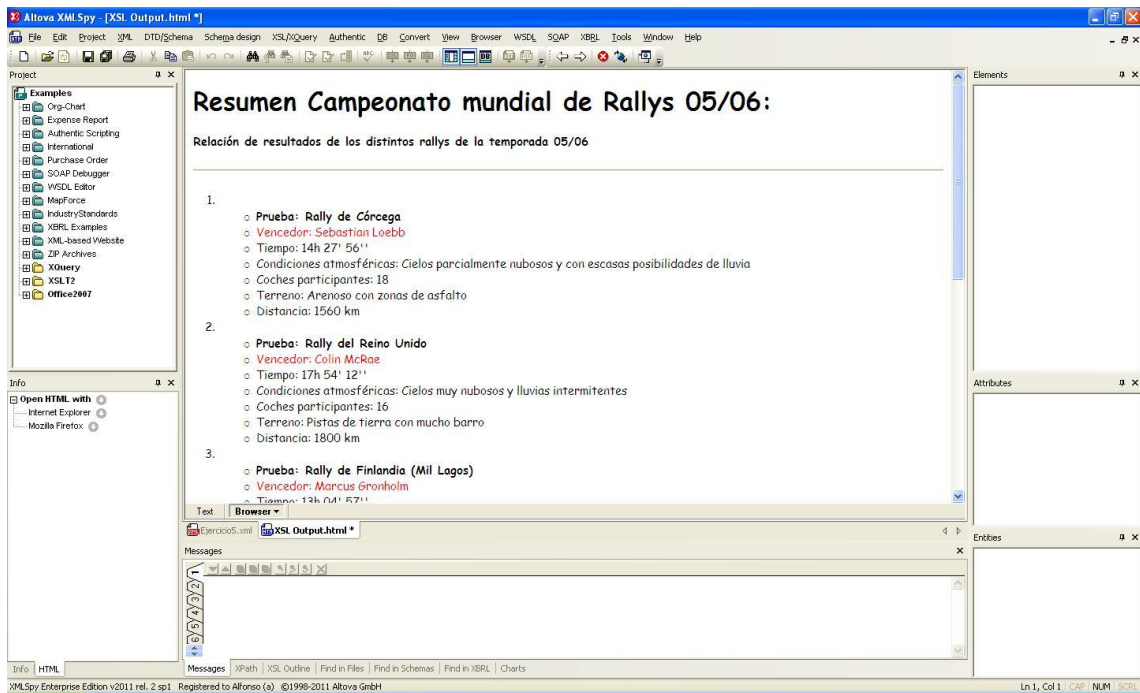 Altova XMLSpy - [XSL Output.html *]
File Edit Project XML DTD/Schema Schema design XSL/XQuery Authentic DB Convert View Browser WSDL SOAP XBRL Tools Window Help
Project
Examples
Org-Chart
Expense Report
Authentic Scripting
International
Purchase Order
SOAP Debugger
WSDL Editor
MapForce
IndustryStandards
XBRL Examples
XML-based Website
ZIP Archives
XQuery
XSLT2
Office2007
Info
Open HTML with
Internet Explorer
Mozilla Firefox
Info HTML
Resumen Campeonato mundial de Rallys 05/06:
Relación de resultados de los distintos rallys de la temporada 05/06
1.
Prueba: Rally de Córcega
Vencedor: Sebastian Loebb
Tiempo: 14h 27' 56''
Condiciones atmosféricas: Cielos parcialmente nubosos y con escasas posibilidades de lluvia
Coches participantes: 18
Terreno: Arenoso con zonas de asfalto
Distancia: 1560 km
2.
Prueba: Rally del Reino Unido
Vencedor: Colin McRae
Tiempo: 17h 54' 12''
Condiciones atmosféricas: Cielos muy nubosos y lluvias intermitentes
Coches participantes: 16
Terreno: Pistas de tierra con mucho barro
Distancia: 1800 km
3.
Prueba: Rally de Finlandia (Mil Lagos)
Vencedor: Marcus Gronholm
Tiempo: 13h 04' 57''
Text Browser
Ejercicio5.xml XSL Output.html *
Messages
1
2
3
4
5
6
Messages XPath XSL Outline Find in Files Find in Schemas Find in XBRL Charts
Elements
Attributes
Entities
XMLSpy Enterprise Edition v2011 rel. 2 sp1 Registered to Alfonso (a) ©1998-2011 Altova GmbH
Ln 1, Col 1 CAP NUM SCRL